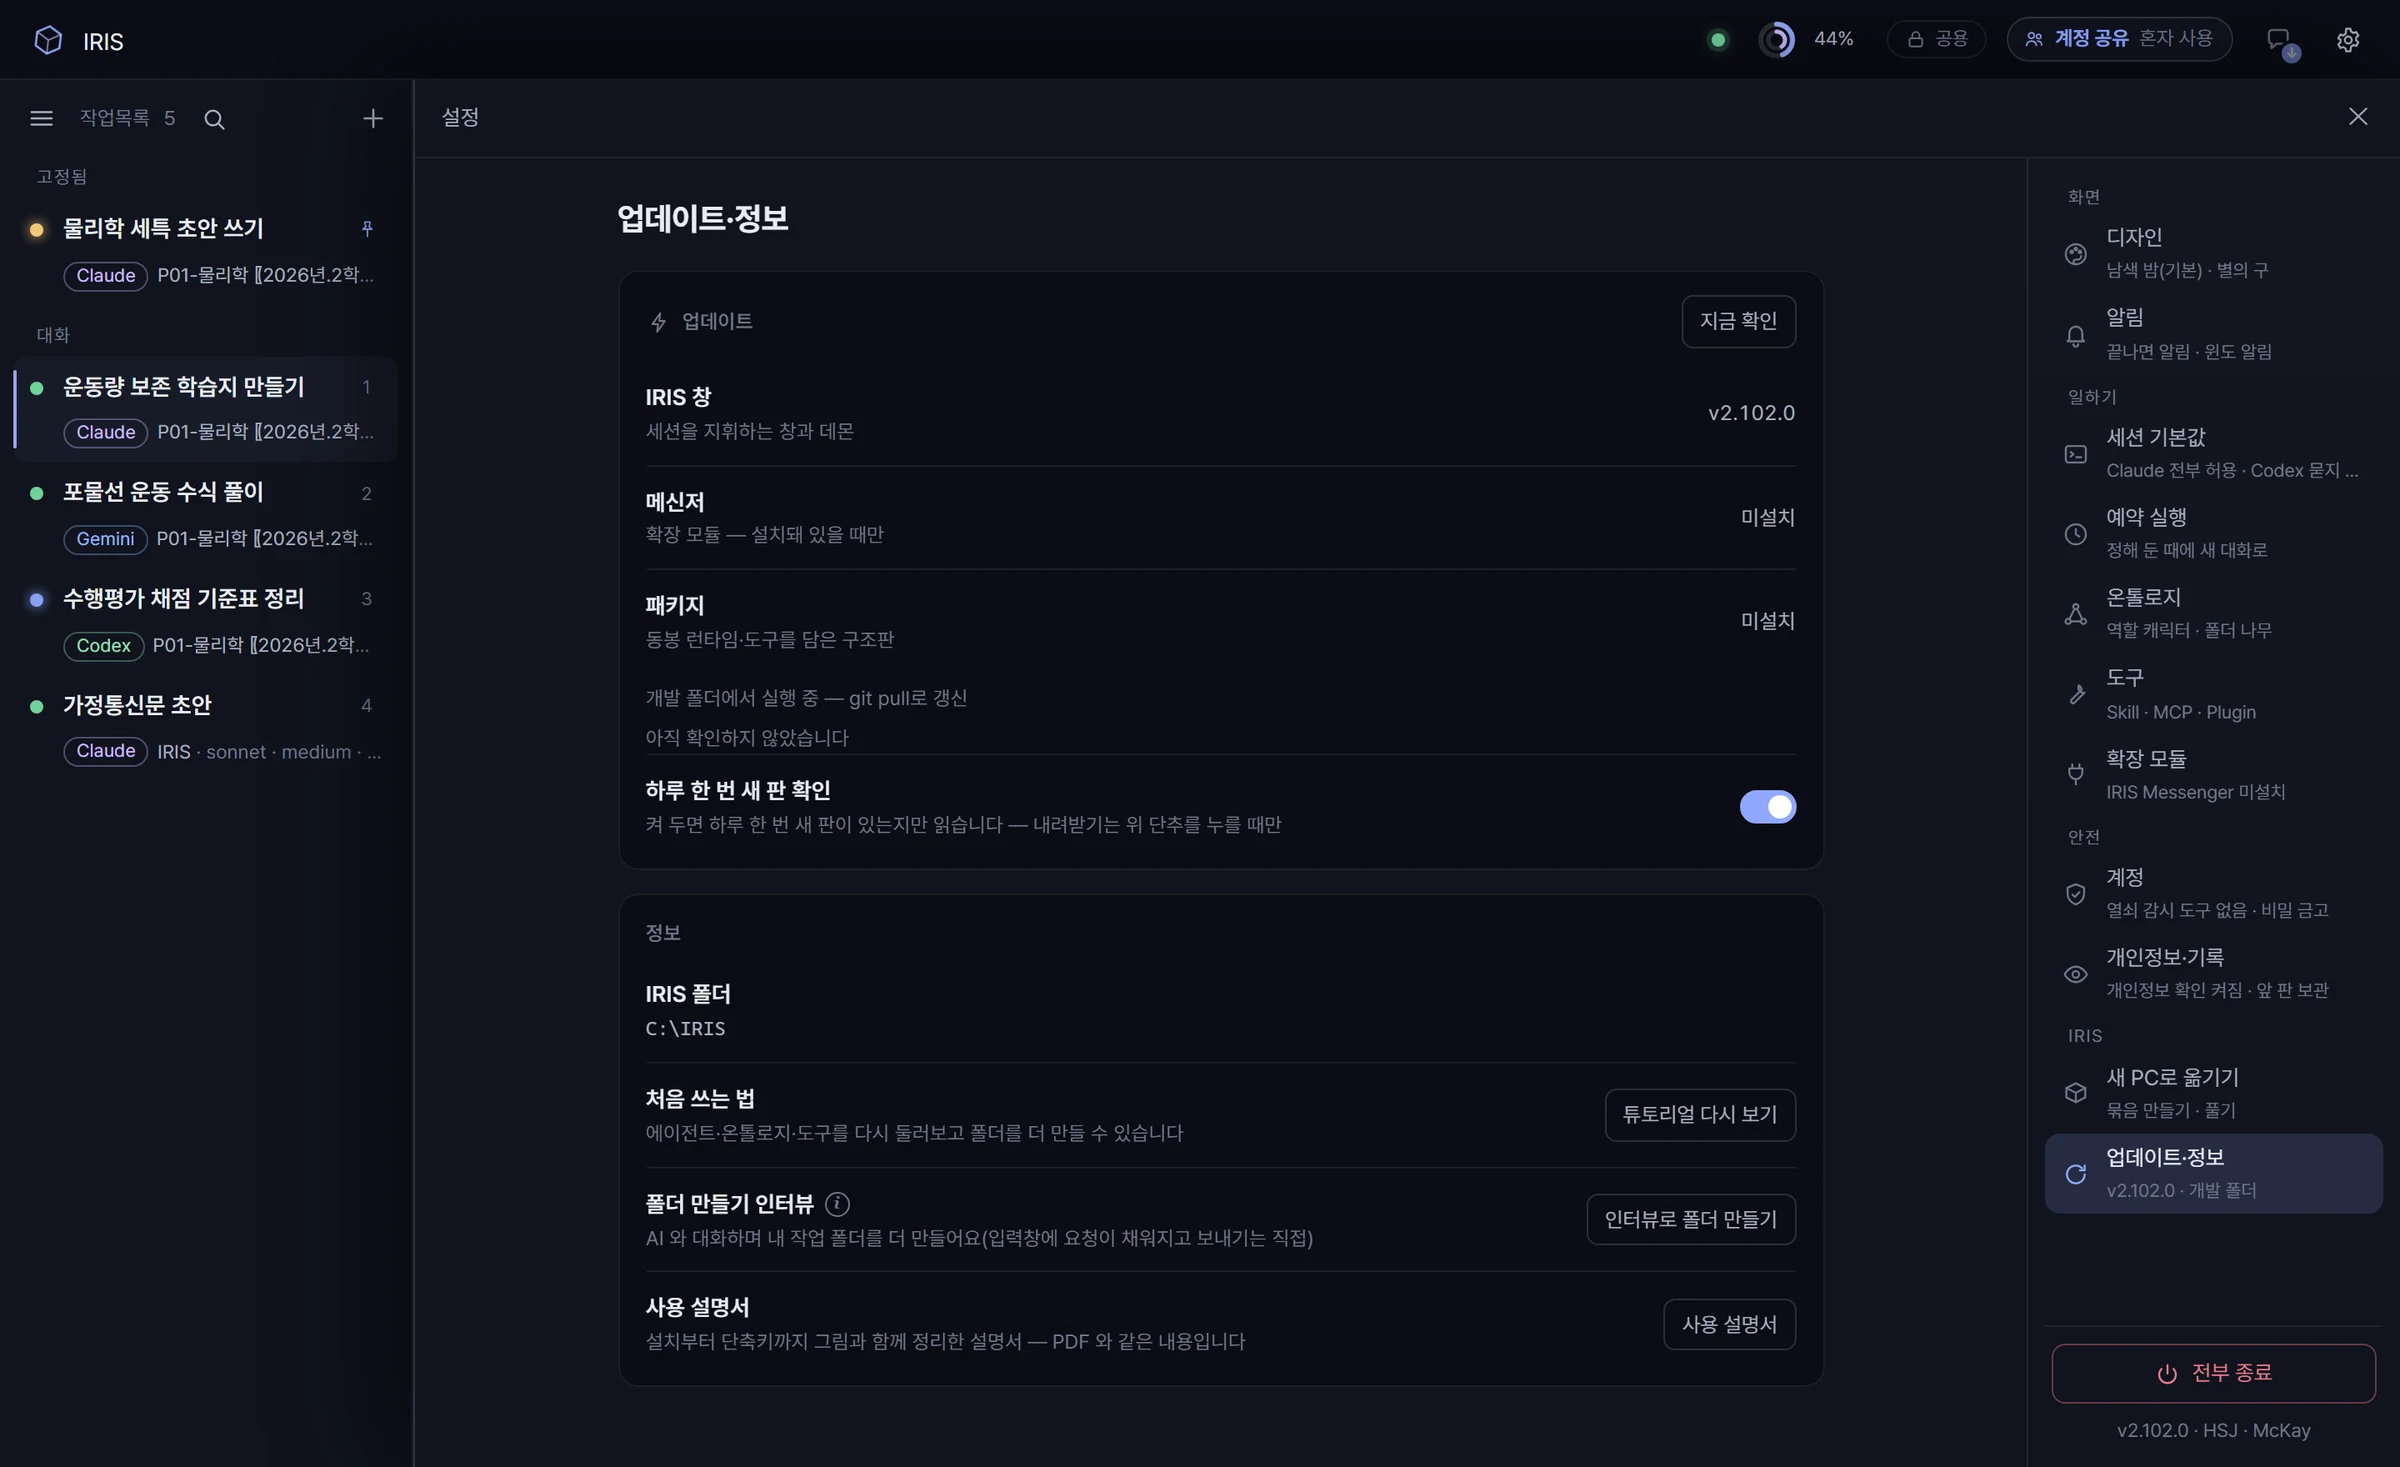 IRIS
44%
공용
계정 공유 혼자 사용
작업목록 5
고정됨
물리학 세특 초안 쓰기
Claude P01-물리학 〖2026년.2학...
대화
운동량 보존 학습지 만들기 1
Claude P01-물리학 〖2026년.2학...
포물선 운동 수식 풀이 2
Gemini P01-물리학 〖2026년.2학...
수행평가 채점 기준표 정리 3
Codex P01-물리학 〖2026년.2학...
가정통신문 초안 4
Claude IRIS · sonnet · medium · ...
설정
업데이트·정보
업데이트
지금 확인
IRIS 창
세션을 지휘하는 창과 데몬
v2.102.0
메신저
확장 모듈 — 설치돼 있을 때만
미설치
패키지
동봉 런타임·도구를 담은 구조판
미설치
개발 폴더에서 실행 중 — git pull로 갱신
아직 확인하지 않았습니다
하루 한 번 새 판 확인
켜 두면 하루 한 번 새 판이 있는지만 읽습니다 — 내려받기는 위 단추를 누를 때만
정보
IRIS 폴더
C:\IRIS
처음 쓰는 법
에이전트·온톨로지·도구를 다시 둘러보고 폴더를 더 만들 수 있습니다
튜토리얼 다시 보기
폴더 만들기 인터뷰
AI 와 대화하며 내 작업 폴더를 더 만들어요(입력창에 요청이 채워지고 보내기는 직접)
인터뷰로 폴더 만들기
사용 설명서
설치부터 단축키까지 그림과 함께 정리한 설명서 — PDF 와 같은 내용입니다
사용 설명서
화면
디자인
남색 밤(기본) · 별의 구
알림
끝나면 알림 · 윈도 알림
일하기
세션 기본값
Claude 전부 허용 · Codex 묻지 ...
예약 실행
정해 둔 때에 새 대화로
온톨로지
역할 캐릭터 · 폴더 나무
도구
Skill · MCP · Plugin
확장 모듈
IRIS Messenger 미설치
안전
계정
열쇠 감시 도구 없음 · 비밀 금고
개인정보·기록
개인정보 확인 켜짐 · 앞 판 보관
IRIS
새 PC로 옮기기
묶음 만들기 · 풀기
업데이트·정보
v2.102.0 · 개발 폴더
전부 종료
v2.102.0 · HSJ · McKay